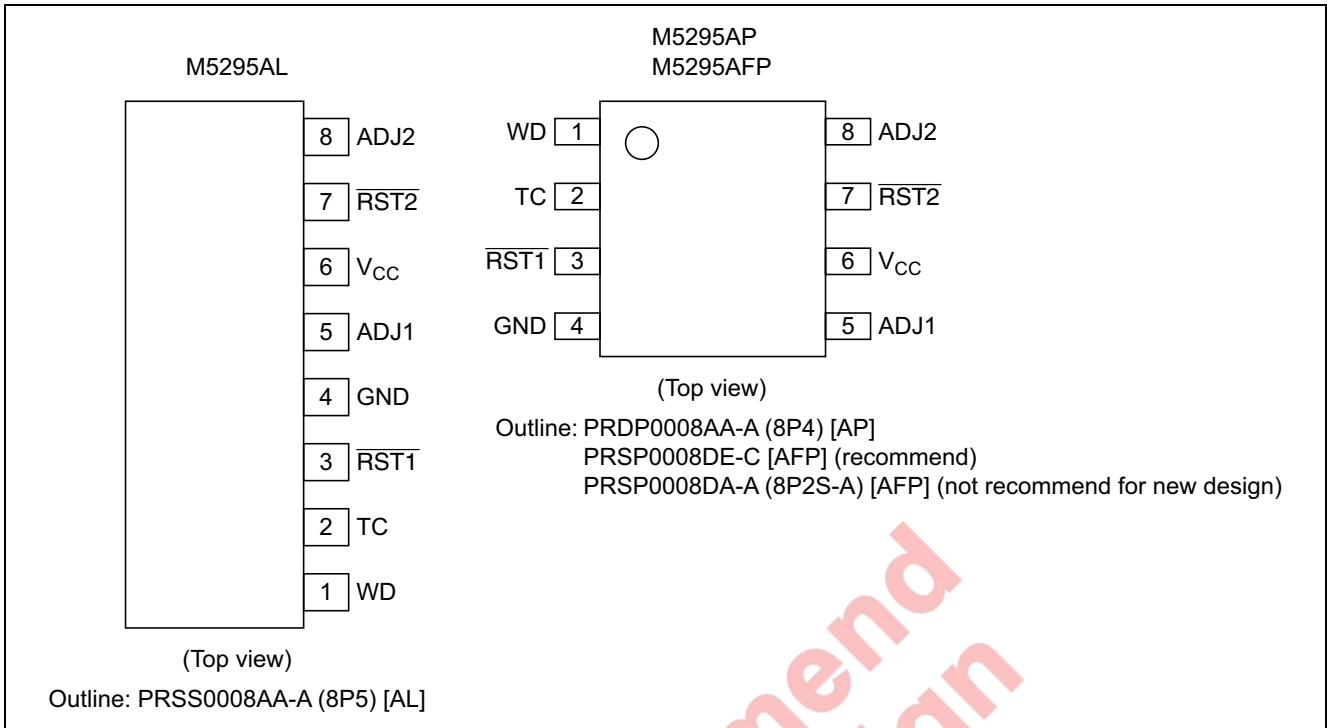 M5295AL
8 ADJ2
7 RST2
6 VCC
5 ADJ1
4 GND
3 RST1
2 TC
1 WD
(Top view)
Outline: PRSS0008AA-A (8P5) [AL]
M5295AP
M5295AFP
WD 1 8 ADJ2
TC 2 7 RST2
RST1 3 6 VCC
GND 4 5 ADJ1
(Top view)
Outline: PRDP0008AA-A (8P4) [AP]
PRSP0008DE-C [AFP] (recommend)
PRSP0008DA-A (8P2S-A) [AFP] (not recommend for new design)